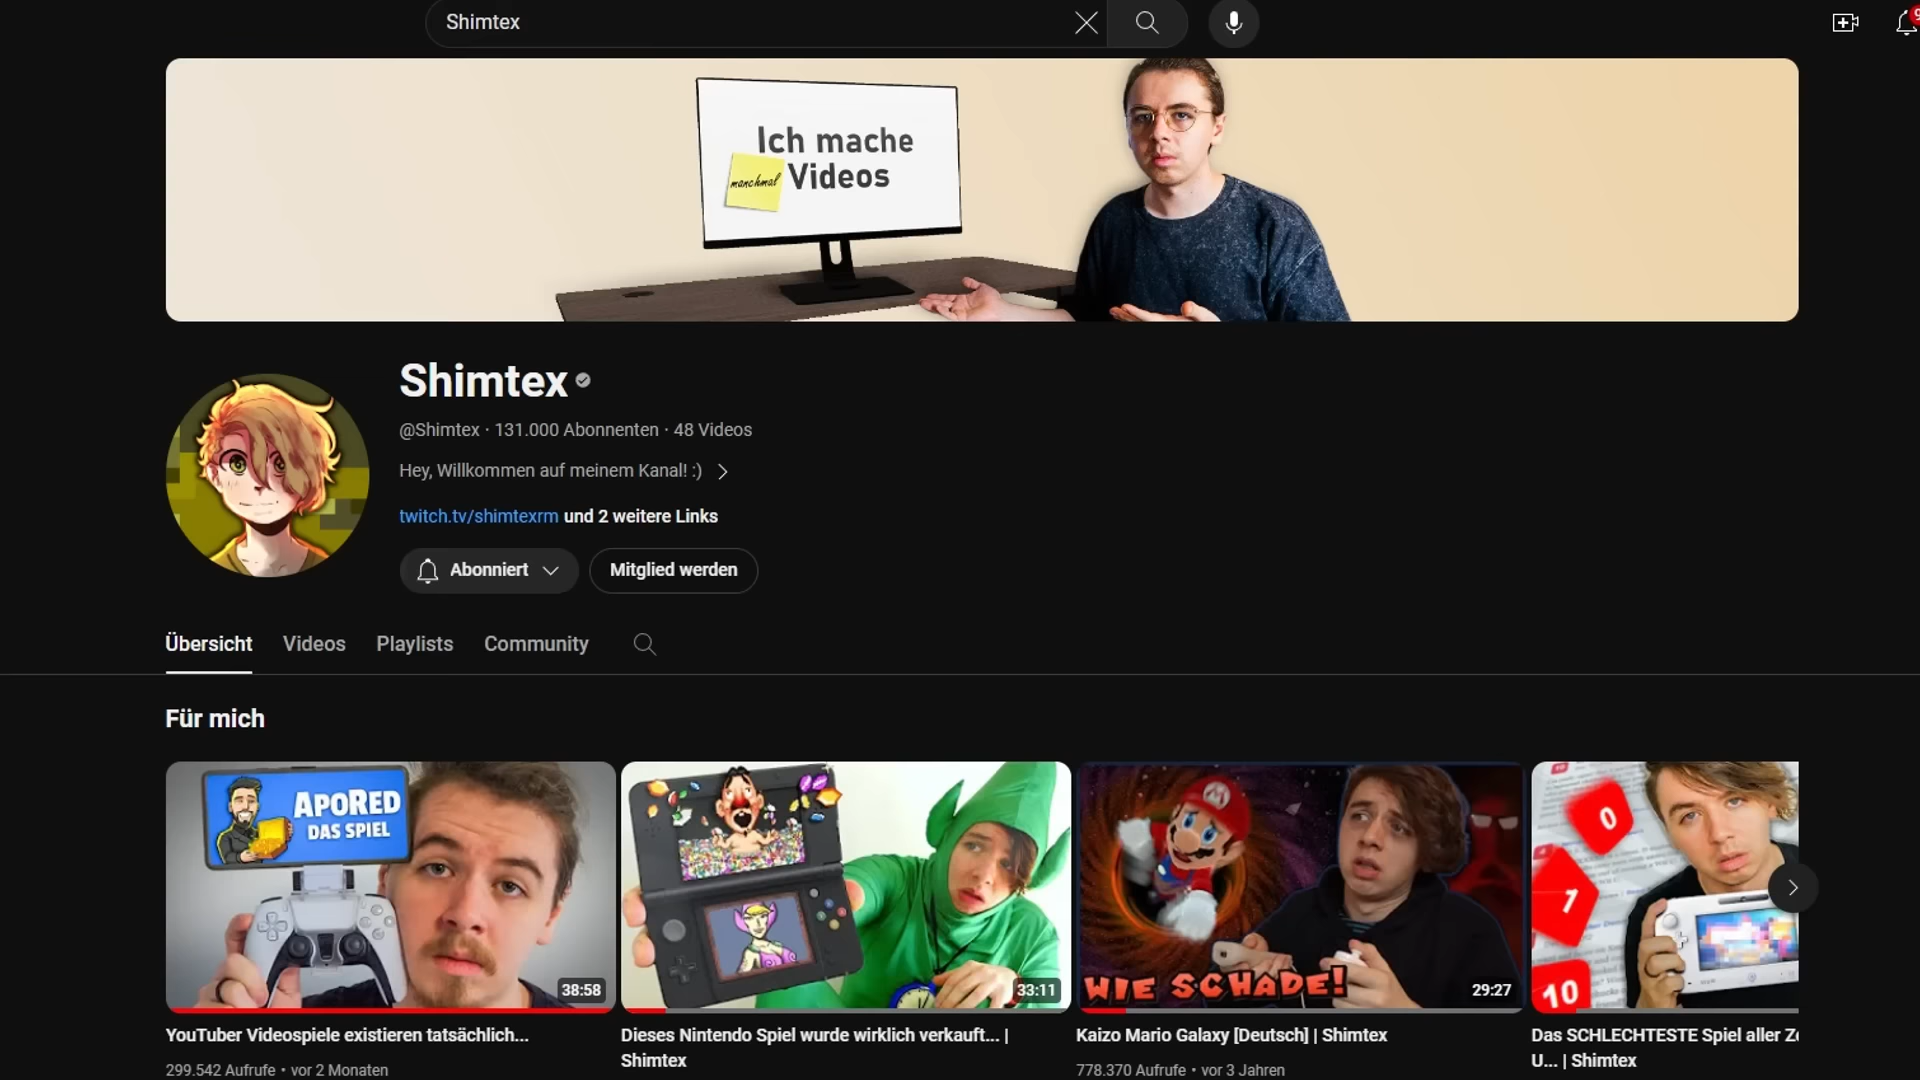 Shimtex
9
Ich mache
manchmal Videos
Shimtex
@Shimtex · 131.000 Abonnenten · 48 Videos
Hey, Willkommen auf meinem Kanal! :)
twitch.tv/shimtexrm und 2 weitere Links
Abonniert
Mitglied werden
Übersicht
Videos
Playlists
Community
Für mich
APORED
DAS SPIEL
38:58
33:11
WIE SCHADE!
29:27
0
1
10
YouTuber Videospiele existieren tatsächlich...
299.542 Aufrufe • vor 2 Monaten
Dieses Nintendo Spiel wurde wirklich verkauft... |
Shimtex
Kaizo Mario Galaxy [Deutsch] | Shimtex
778.370 Aufrufe • vor 3 Jahren
Das SCHLECHTESTE Spiel aller
U... | Shimtex